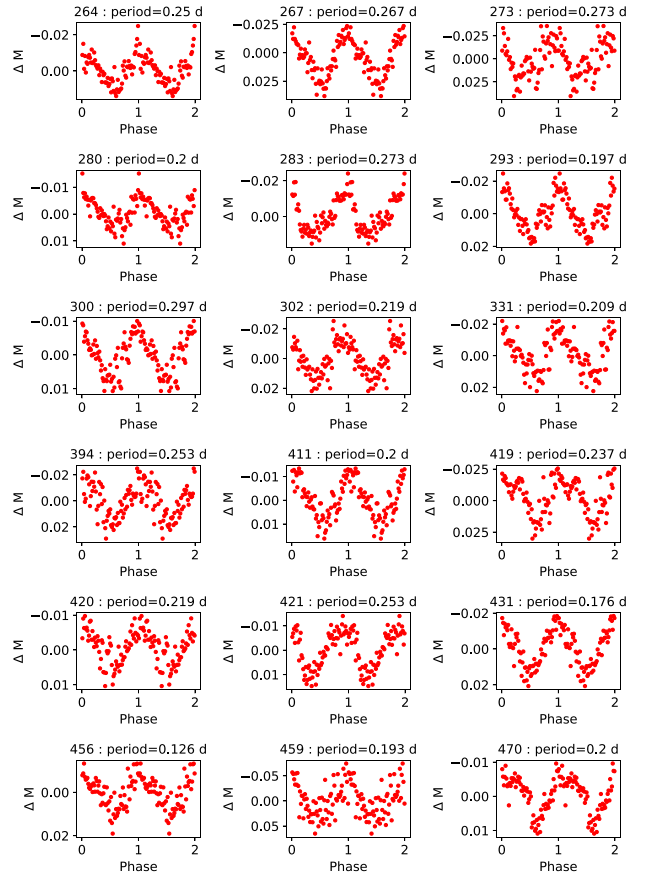 264 : period=0.25 d
−0.025
0.00
Δ M
0 1 2
Phase
267 : period=0.267 d
−0.025
0.000
0.025
Δ M
0 1 2
Phase
273 : period=0.273 d
−0.025
0.000
0.025
Δ M
0 1 2
Phase
280 : period=0.2 d
−0.01
0.00
0.01
Δ M
0 1 2
Phase
283 : period=0.273 d
−0.02
0.00
Δ M
0 1 2
Phase
293 : period=0.197 d
−0.02
0.00
0.02
Δ M
0 1 2
Phase
300 : period=0.297 d
−0.01
0.00
0.01
Δ M
0 1 2
Phase
302 : period=0.219 d
−0.02
0.00
0.02
Δ M
0 1 2
Phase
331 : period=0.209 d
−0.02
0.00
0.02
Δ M
0 1 2
Phase
394 : period=0.253 d
−0.02
0.00
0.02
Δ M
0 1 2
Phase
411 : period=0.2 d
−0.01
0.00
0.01
Δ M
0 1 2
Phase
419 : period=0.237 d
−0.025
0.000
0.025
Δ M
0 1 2
Phase
420 : period=0.219 d
−0.01
0.00
0.01
Δ M
0 1 2
Phase
421 : period=0.253 d
−0.01
0.00
0.01
Δ M
0 1 2
Phase
431 : period=0.176 d
−0.02
0.00
0.02
Δ M
0 1 2
Phase
456 : period=0.126 d
0.00
0.02
Δ M
0 1 2
Phase
459 : period=0.193 d
−0.05
0.00
0.05
Δ M
0 1 2
Phase
470 : period=0.2 d
−0.01
0.00
0.01
Δ M
0 1 2
Phase